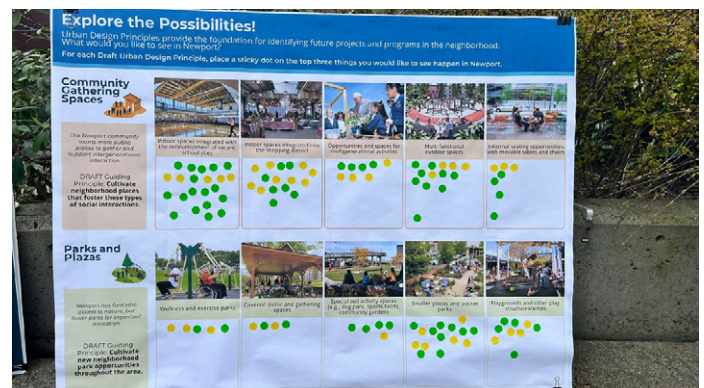 Explore the Possibilities!
Urban Design Principles provide the foundation for identifying future projects and programs in the neighborhood.
What would you like to see in Newport?
For each Draft Urban Design Principle, place a sticky dot on the top three things you would like to see happen in Newport.
Community
Gathering
Spaces
The Newport community
wants more public
places to gather and
support intergenerational
interaction.
DRAFT Guiding
Principle: Cultivate
neighborhood places
that foster these types
of social interactions.
Indoor spaces integrated with
the redevelopment of vacant
school sites
Indoor spaces integrated into
the shopping district
Opportunities and spaces for
multigenerational activities
Multi-functional
outdoor spaces
Informal seating opportunities
with movable tables and chairs
Parks and
Plazas
Newport has fantastic
access to nature, but
fewer parks for organized
recreation.
DRAFT Guiding
Principle: Cultivate
new neighborhood
park opportunities
throughout the area.
Wellness and exercise parks
Covered picnic and gathering
spaces
Specialized activity spaces
(e.g., dog park, sports fields,
community garden)
Smaller plazas and pocket
parks
Playgrounds and other play
structures/areas